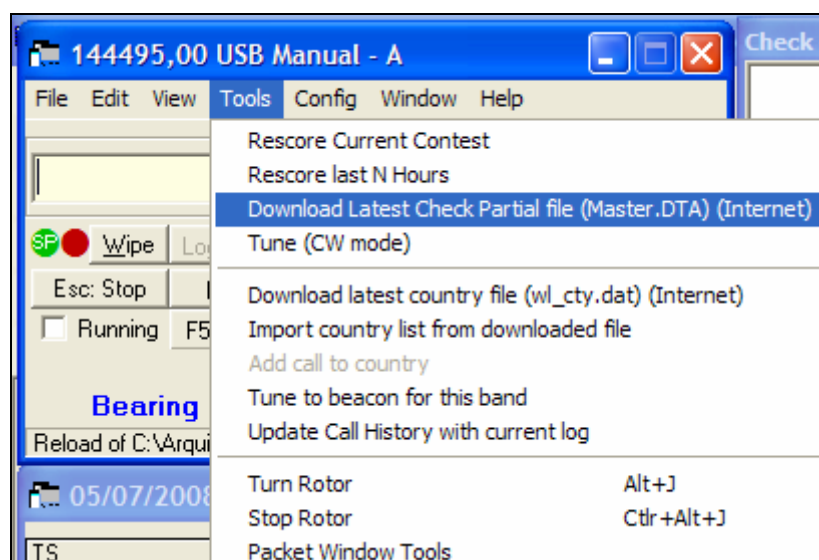 144495,00 USB Manual - A
Check
File Edit View Tools Config Window Help
Rescore Current Contest
Rescore last N Hours
Download Latest Check Partial file (Master.DTA) (Internet)
SP Wipe Tune (CW mode)
Esc: Stop
Download latest country file (wl_cty.dat) (Internet)
Running F5 Import country list from downloaded file
Add call to country
Bearing Tune to beacon for this band
Reload of C:\Arqui Update Call History with current log
05/07/2008 Turn Rotor Alt+J
Stop Rotor Ctlr+Alt+J
TS Packet Window Tools